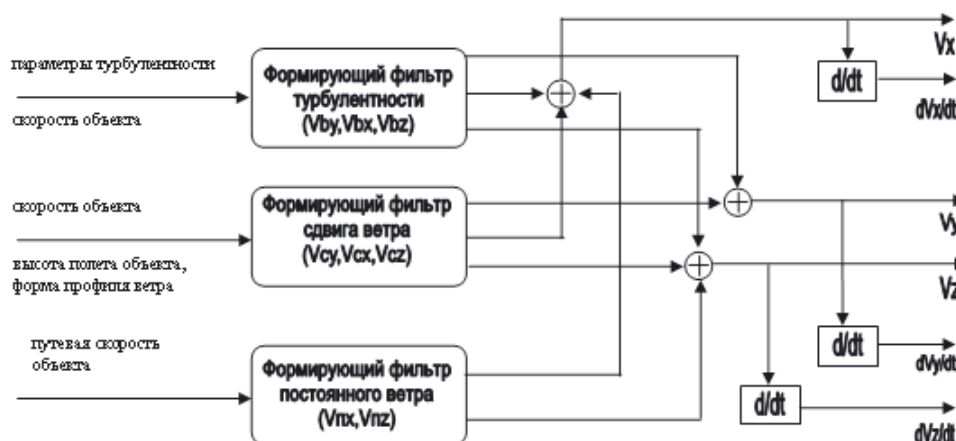 параметры турбулентности
скорость объекта
Формирующий фильтр
турбулентности
(Vby,Vbx,Vbz)
Vx
d/dt
dVx/dt
скорость объекта
высота полета объекта,
форма профиля ветра
Формирующий фильтр
сдвига ветра
(Vcy,Vcx,Vcz)
Vy
Vz
путевая скорость
объекта
Формирующий фильтр
постоянного ветра
(Vпx,Vпz)
d/dt
dVy/dt
d/dt
dVz/dt